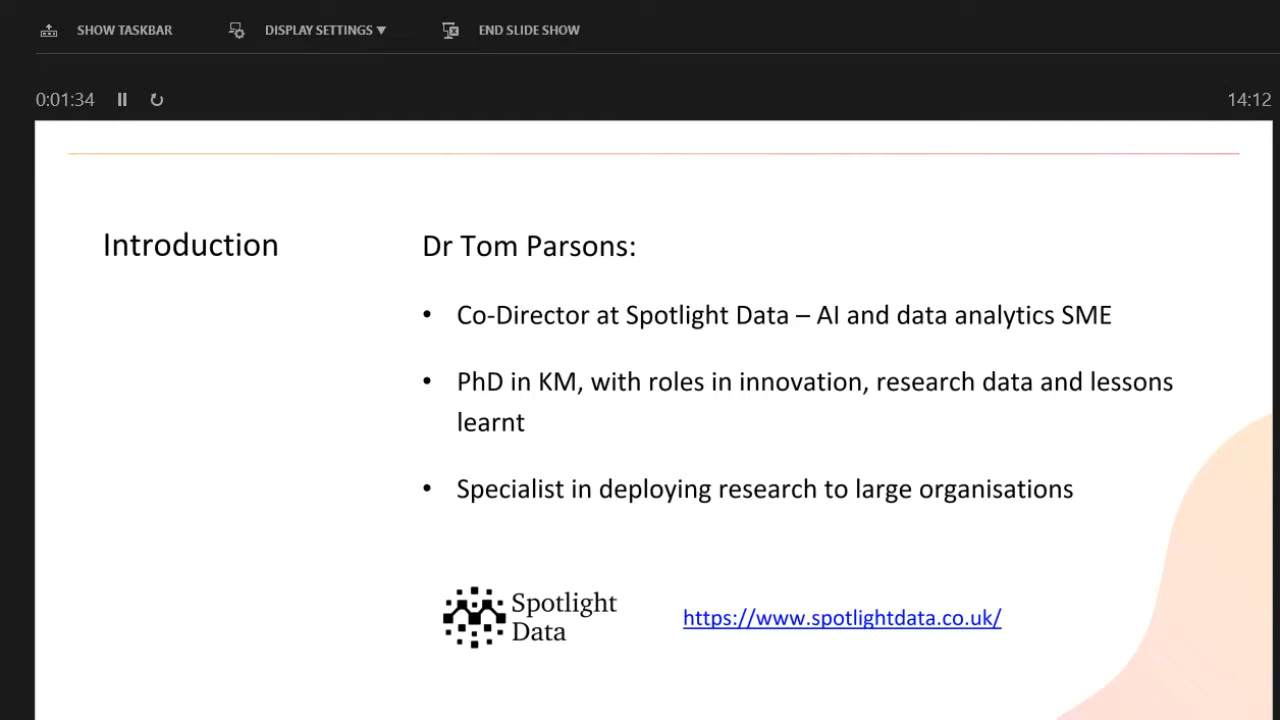 SHOW TASKBAR DISPLAY SETTINGS ▼ END SLIDE SHOW
0:01:34 14:12
Introduction
Dr Tom Parsons:
• Co-Director at Spotlight Data – AI and data analytics SME
• PhD in KM, with roles in innovation, research data and lessons
learnt
• Specialist in deploying research to large organisations
Spotlight
Data
https://www.spotlightdata.co.uk/